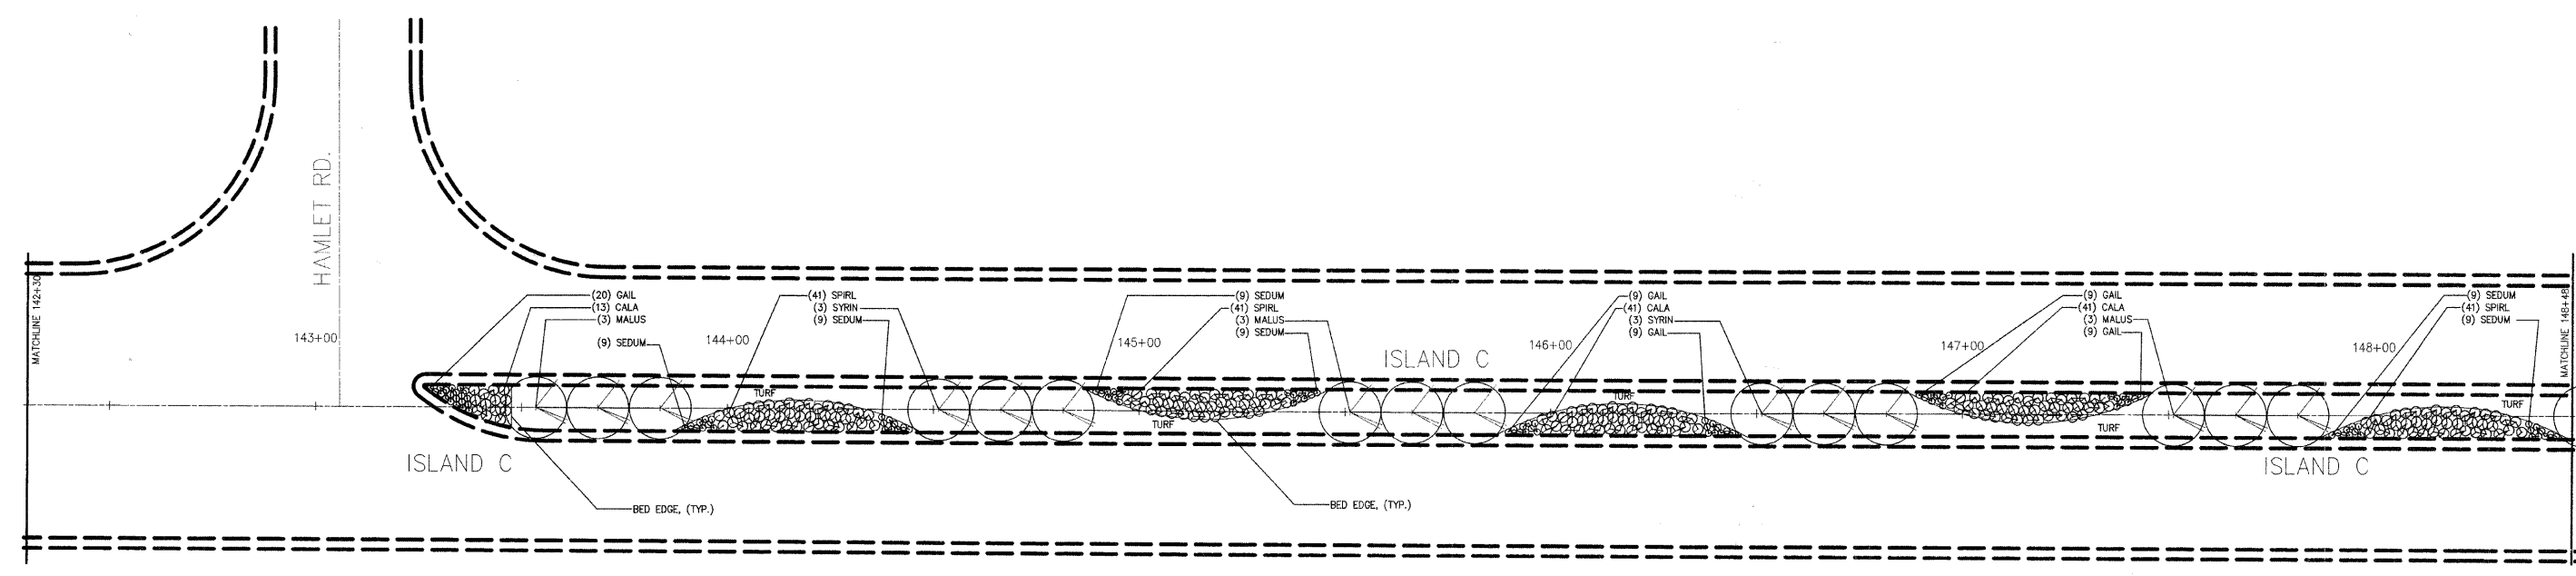 HAMLET RD.
MATCHLINE 142+30
143+00
(20) GAIL
(13) CALA
(3) MALUS
(9) SEDUM
144+00
(41) SPIRL
(3) SYRIN
(9) SEDUM
TURF
145+00
(9) SEDUM
(41) SPIRL
(3) MALUS
(9) SEDUM
TURF
ISLAND C
146+00
(9) GAIL
(41) CALA
(3) SYRIN
(9) GAIL
TURF
147+00
(9) GAIL
(41) CALA
(3) MALUS
(9) GAIL
TURF
148+00
(9) SEDUM
(41) SPIRL
(9) SEDUM
TURF
MATCHLINE 148+48
ISLAND C
ISLAND C
BED EDGE, (TYP.)
BED EDGE, (TYP.)